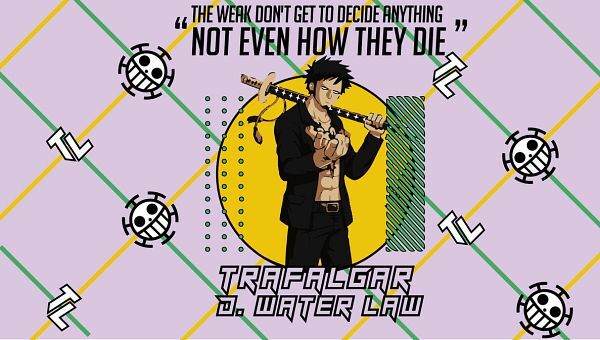 THE WEAK DON'T GET TO DECIDE ANYTHING
“ NOT EVEN HOW THEY DIE ”
TL
TL
TL
TL
TRAFALGAR
D. WATER LAW